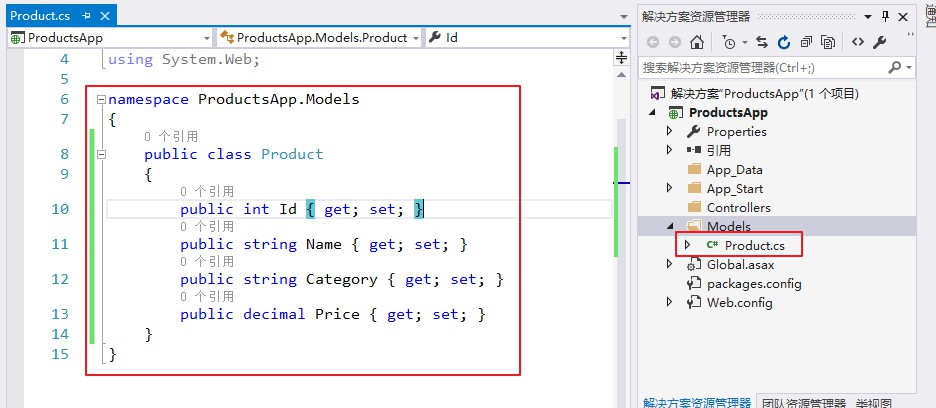 Product.cs
ProductsApp
ProductsApp.Models.Product
Id
4 using System.Web;
5
6 namespace ProductsApp.Models
7 {
0 个引用
8 public class Product
9 {
0 个引用
10 public int Id { get; set; }
0 个引用
11 public string Name { get; set; }
0 个引用
12 public string Category { get; set; }
0 个引用
13 public decimal Price { get; set; }
14 }
15 }
解决方案资源管理器
搜索解决方案资源管理器(Ctrl+;)
解决方案"ProductsApp"(1 个项目)
ProductsApp
Properties
引用
App_Data
App_Start
Controllers
Models
C# Product.cs
Global.asax
packages.config
Web.config
解决方案资源管理器 团队资源管理器 类视图
通知